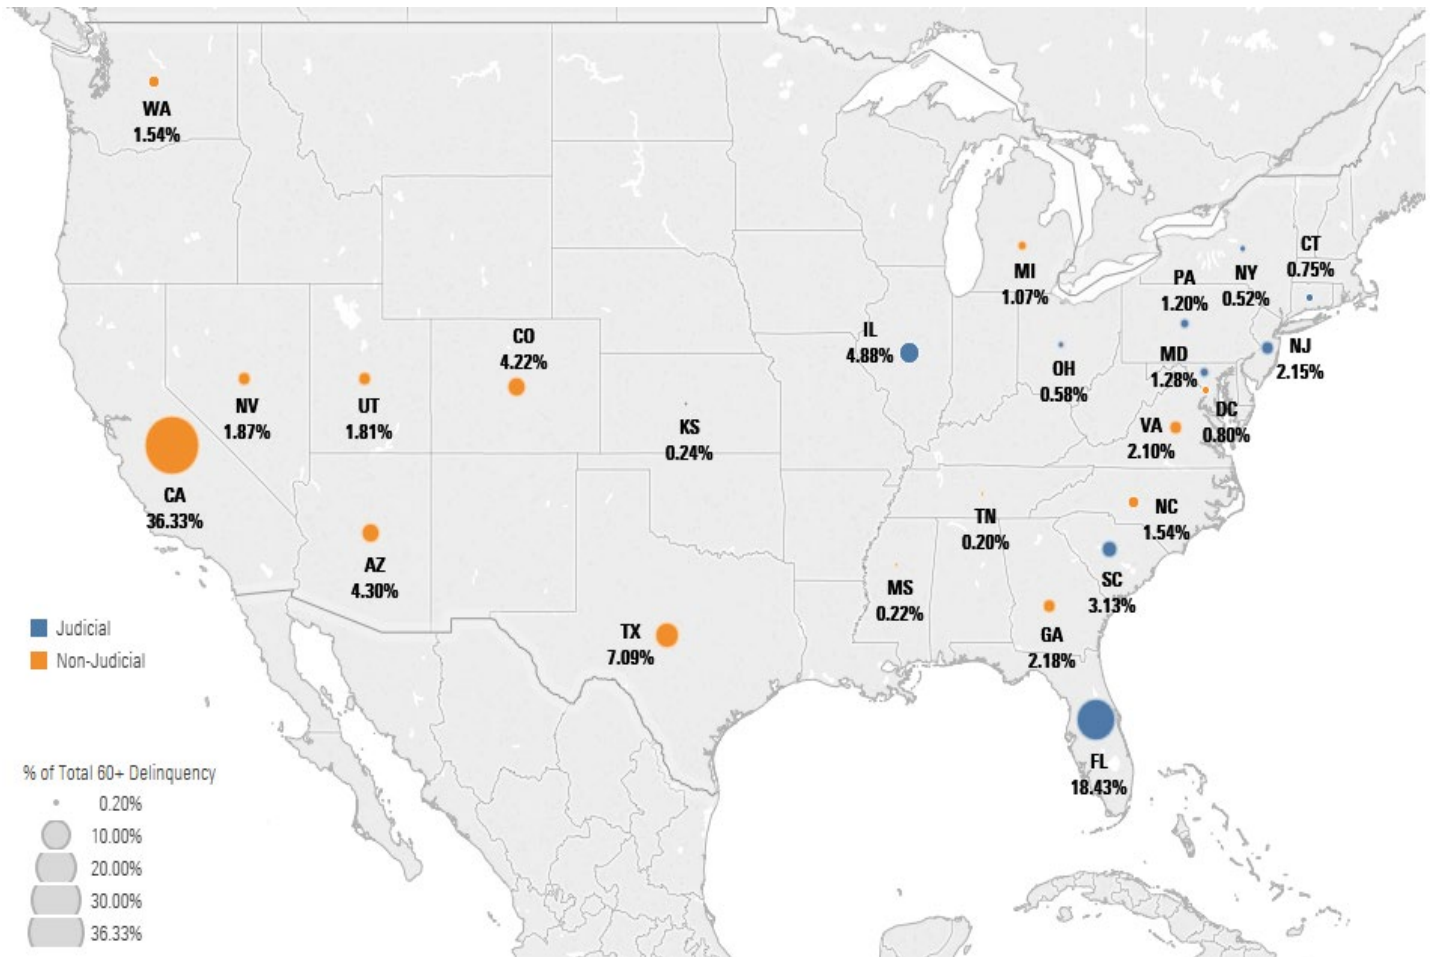 WA
1.54%
CT
0.75%
MI
1.07%
PA
1.20%
NY
0.52%
IL
4.88%
CO
4.22%
NJ
2.15%
MD
1.28%
OH
0.58%
NV
1.87%
UT
1.81%
KS
0.24%
VA
2.10%
DC
0.80%
CA
36.33%
TN
0.20%
NC
1.54%
AZ
4.30%
MS
0.22%
SC
3.13%
TX
7.09%
GA
2.18%
FL
18.43%
Judicial
Non-Judicial
% of Total 60+ Delinquency
0.20%
10.00%
20.00%
30.00%
36.33%